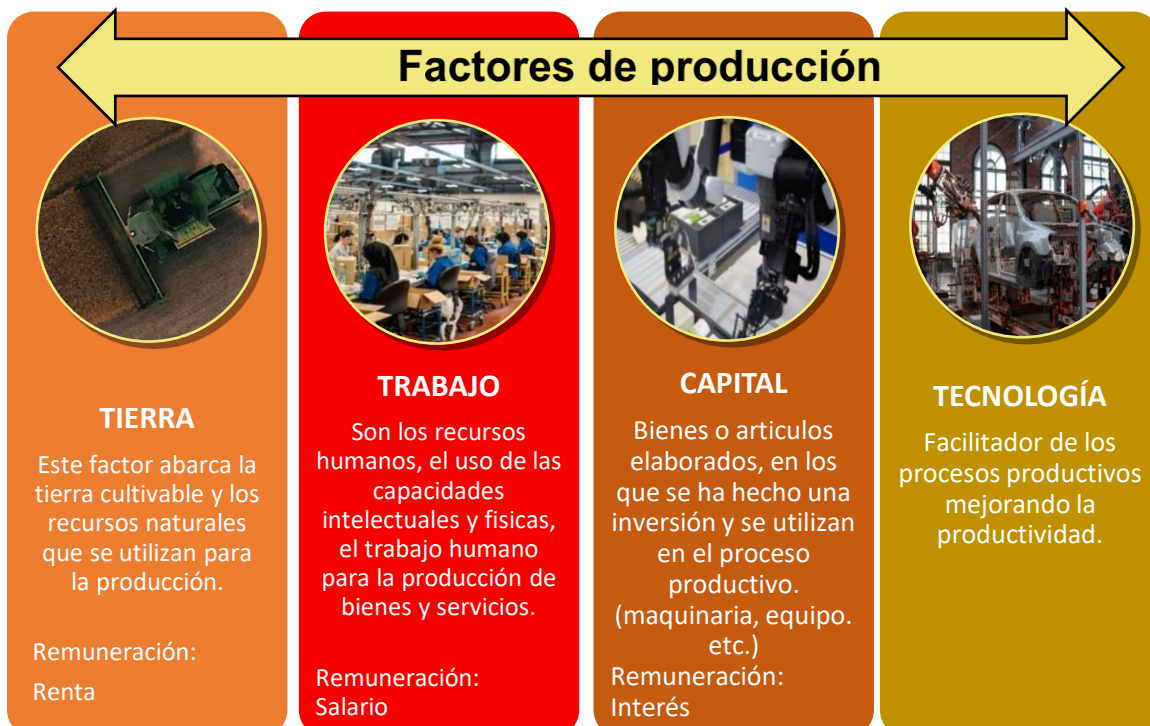 Factores de producción
TIERRA
Este factor abarca la
tierra cultivable y los
recursos naturales
que se utilizan para
la producción.
Remuneración:
Renta
TRABAJO
Son los recursos
humanos, el uso de las
capacidades
intelectuales y fisicas,
el trabajo humano
para la producción de
bienes y servicios.
Remuneración:
Salario
CAPITAL
Bienes o articulos
elaborados, en los
que se ha hecho una
inversión y se utilizan
en el proceso
productivo.
(maquinaria, equipo.
etc.)
Remuneración:
Interés
TECNOLOGÍA
Facilitador de los
procesos productivos
mejorando la
productividad.